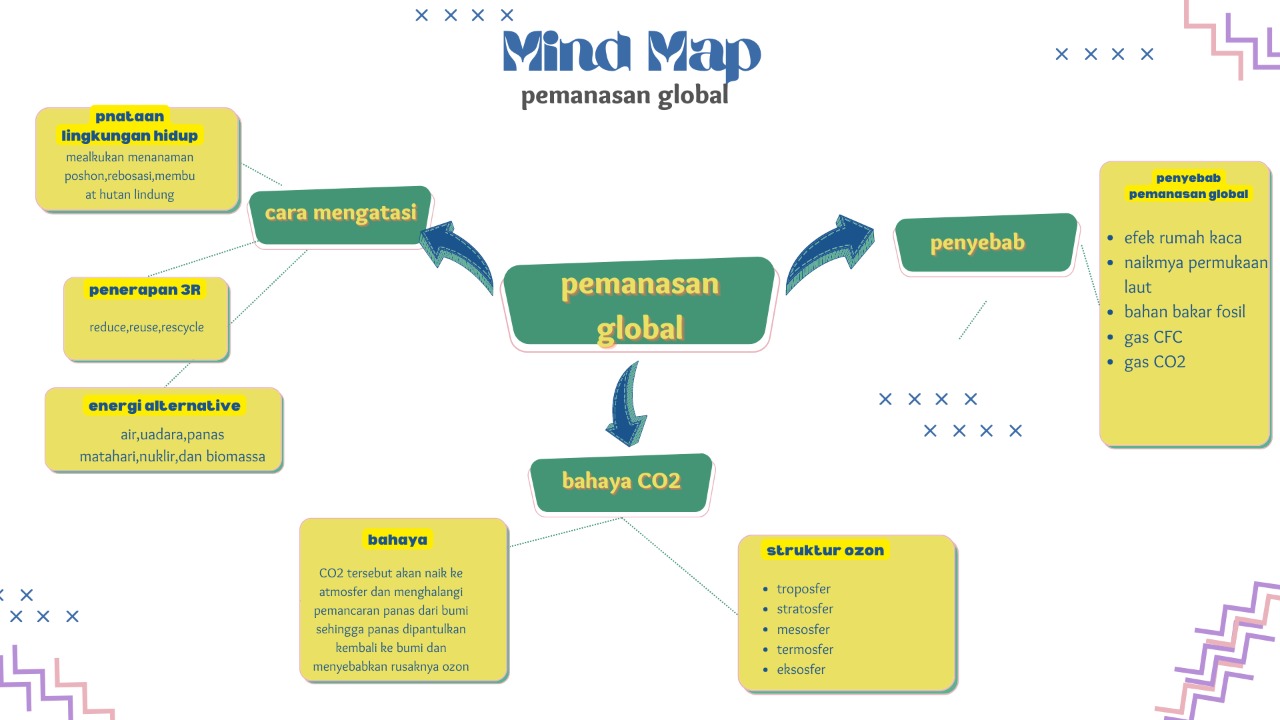 Mind Map
pemanasan global
pnataan
lingkungan hidup
mealkukan menanaman
poshon,rebosasi,membu
at hutan lindung
cara mengatasi
penerapan 3R
reduce,reuse,rescycle
energi alternative
air,uadara,panas
matahari,nuklir,dan biomassa
pemanasan
global
penyebab
penyebab
pemanasan global
efek rumah kaca
naikmya permukaan
laut
bahan bakar fosil
gas CFC
gas CO2
bahaya CO2
bahaya
CO2 tersebut akan naik ke
atmosfer dan menghalangi
pemancaran panas dari bumi
sehingga panas dipantulkan
kembali ke bumi dan
menyebabkan rusaknya ozon
struktur ozon
troposfer
stratosfer
mesosfer
termosfer
eksosfer